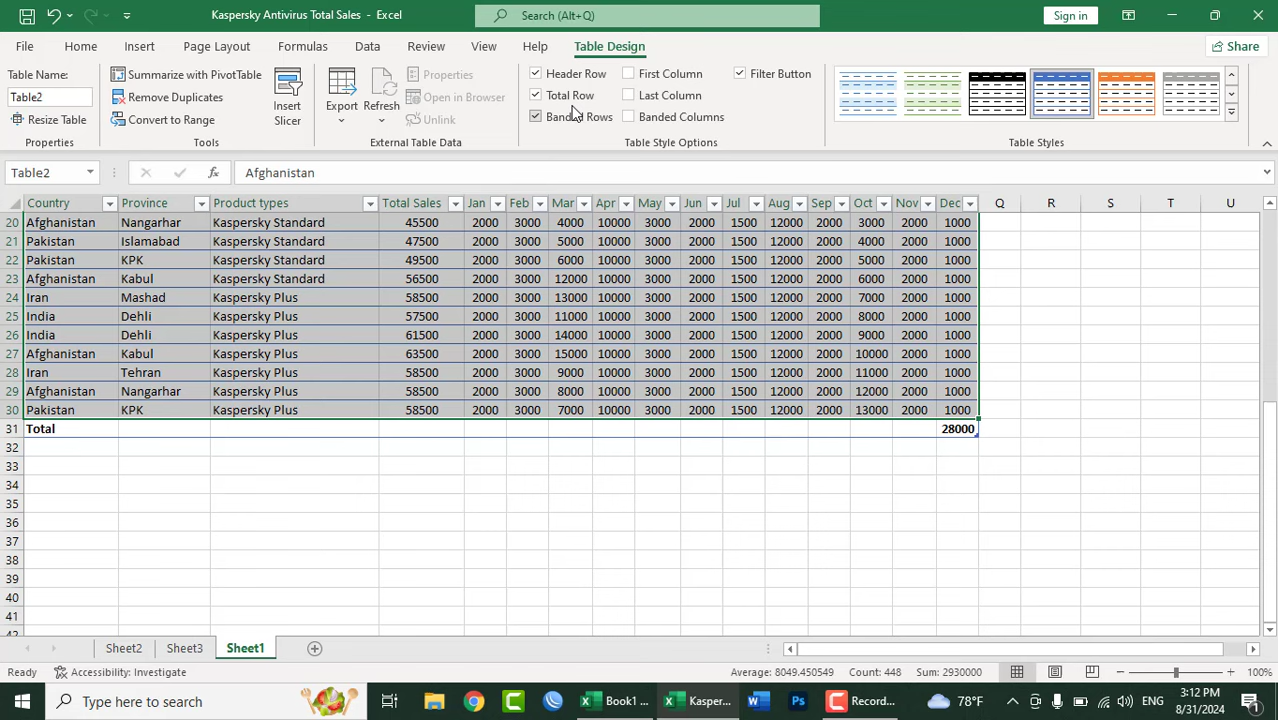 Kaspersky Antivirus Total Sales - Excel
Search (Alt+Q)
Sign in
File Home Insert Page Layout Formulas Data Review View Help Table Design
Share
Table Name:
Table2
Resize Table
Properties
Summarize with PivotTable
Remove Duplicates
Convert to Range
Insert Slicer
Tools
Export
Refresh
Properties
Open in Browser
Unlink
External Table Data
Header Row
Total Row
Banded Rows
First Column
Last Column
Banded Columns
Filter Button
Table Style Options
Table Styles
Table2 fx Afghanistan
Country Province Product types Total Sales Jan Feb Mar Apr May Jun Jul Aug Sep Oct Nov Dec Q R S T U
20 Afghanistan Nangarhar Kaspersky Standard 45500 2000 3000 4000 10000 3000 2000 1500 12000 2000 3000 2000 1000
21 Pakistan Islamabad Kaspersky Standard 47500 2000 3000 5000 10000 3000 2000 1500 12000 2000 4000 2000 1000
22 Pakistan KPK Kaspersky Standard 49500 2000 3000 6000 10000 3000 2000 1500 12000 2000 5000 2000 1000
23 Afghanistan Kabul Kaspersky Standard 56500 2000 3000 12000 10000 3000 2000 1500 12000 2000 6000 2000 1000
24 Iran Mashad Kaspersky Plus 58500 2000 3000 13000 10000 3000 2000 1500 12000 2000 7000 2000 1000
25 India Dehli Kaspersky Plus 57500 2000 3000 11000 10000 3000 2000 1500 12000 2000 8000 2000 1000
26 India Dehli Kaspersky Plus 61500 2000 3000 14000 10000 3000 2000 1500 12000 2000 9000 2000 1000
27 Afghanistan Kabul Kaspersky Plus 63500 2000 3000 15000 10000 3000 2000 1500 12000 2000 10000 2000 1000
28 Iran Tehran Kaspersky Plus 58500 2000 3000 9000 10000 3000 2000 1500 12000 2000 11000 2000 1000
29 Afghanistan Nangarhar Kaspersky Plus 58500 2000 3000 8000 10000 3000 2000 1500 12000 2000 12000 2000 1000
30 Pakistan KPK Kaspersky Plus 58500 2000 3000 7000 10000 3000 2000 1500 12000 2000 13000 2000 1000
31 Total 28000
32
33
34
35
36
37
38
39
40
41
Sheet2 Sheet3 Sheet1
Ready Accessibility: Investigate Average: 8049.450549 Count: 448 Sum: 2930000 100%
Type here to search
Book1 ...
Kasper...
Record...
78°F
ENG
3:12 PM
8/31/2024
1